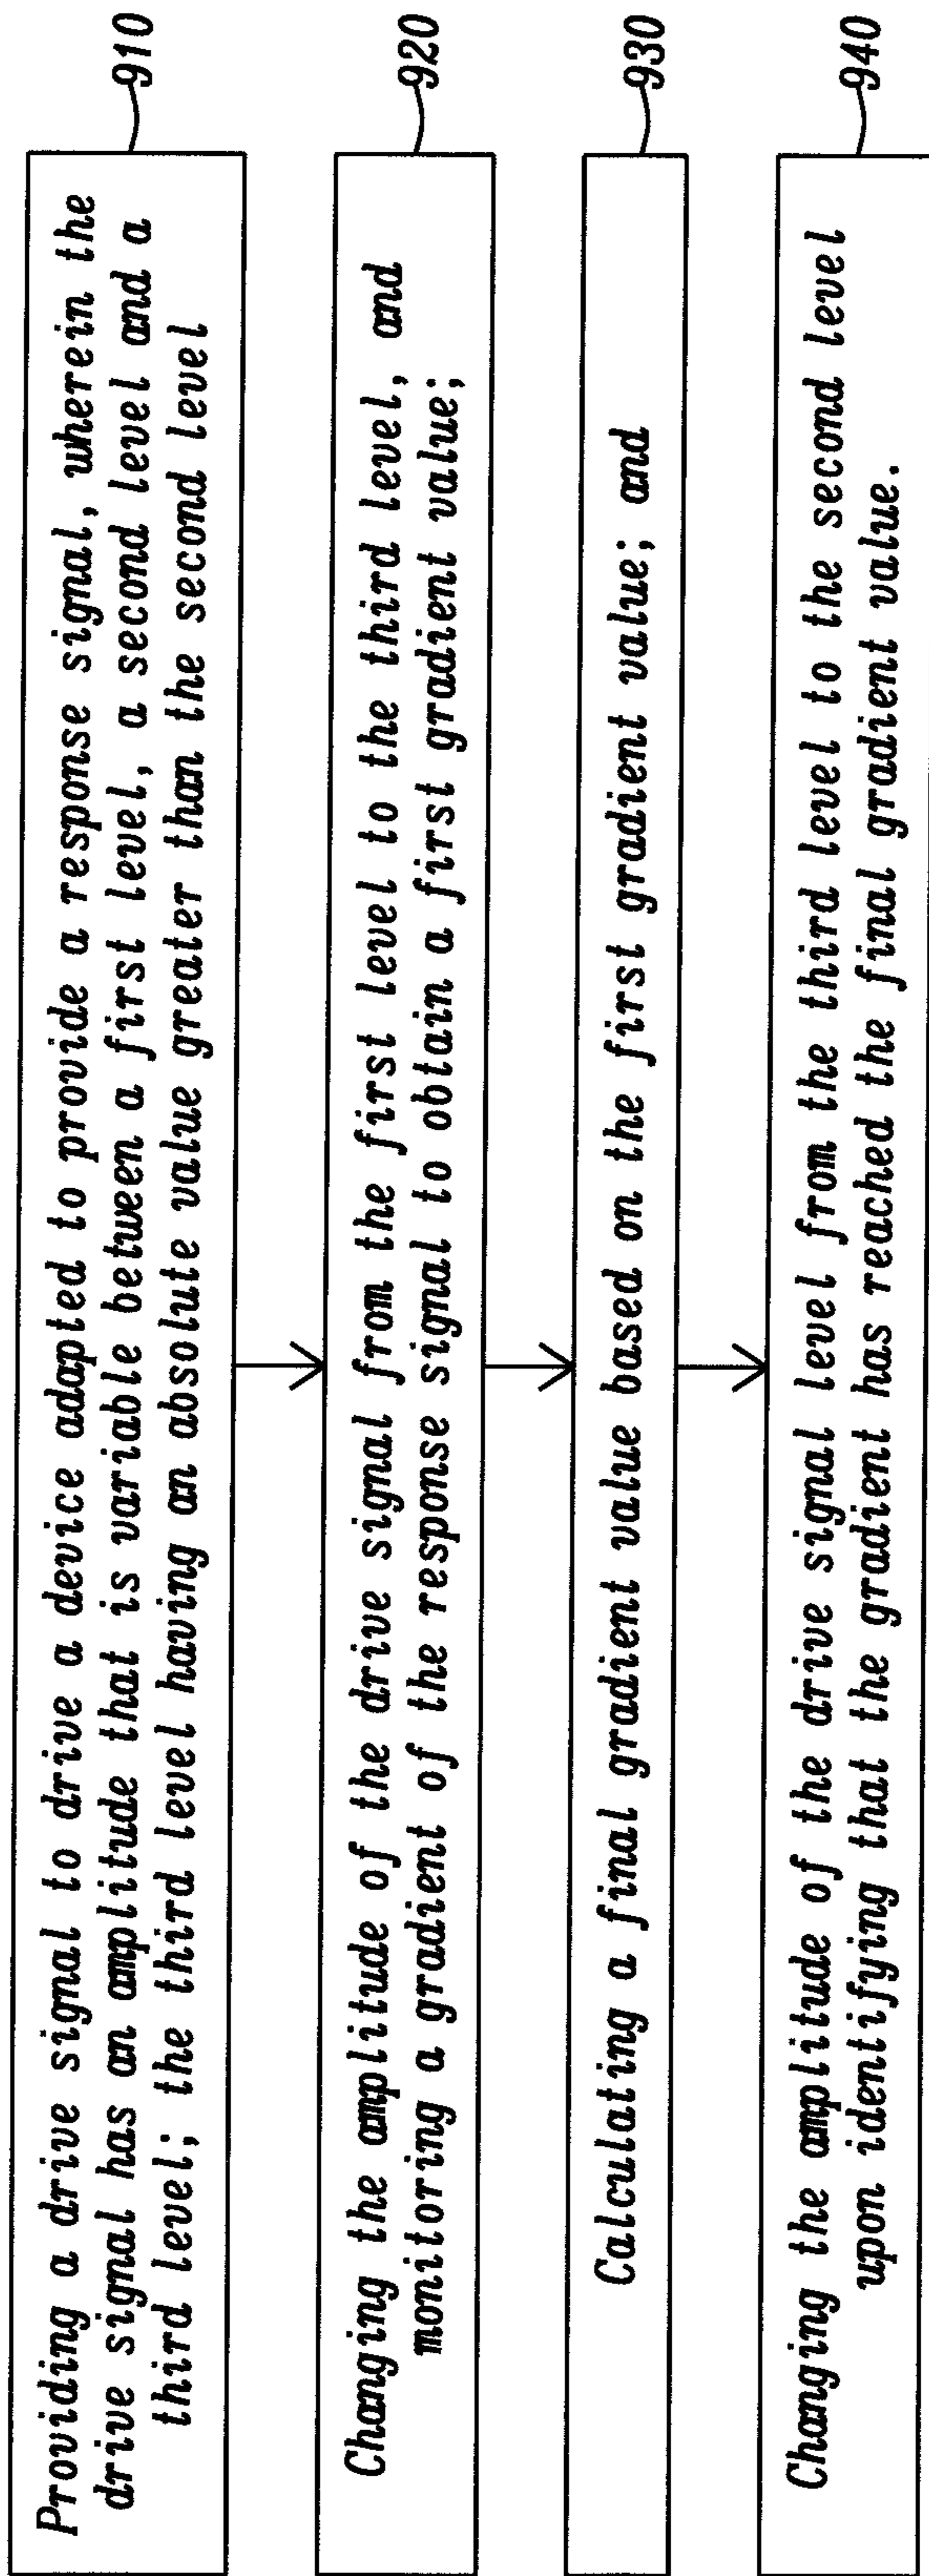 Providing a drive signal to drive a device adapted to provide a response signal, wherein the
drive signal has an amplitude that is variable between a first level, a second level and a
third level; the third level having an absolute value greater than the second level
910
Changing the amplitude of the drive signal from the first level to the third level, and
monitoring a gradient of the response signal to obtain a first gradient value;
920
Calculating a final gradient value based on the first gradient value; and
930
Changing the amplitude of the drive signal level from the third level to the second level
upon identifying that the gradient has reached the final gradient value.
940